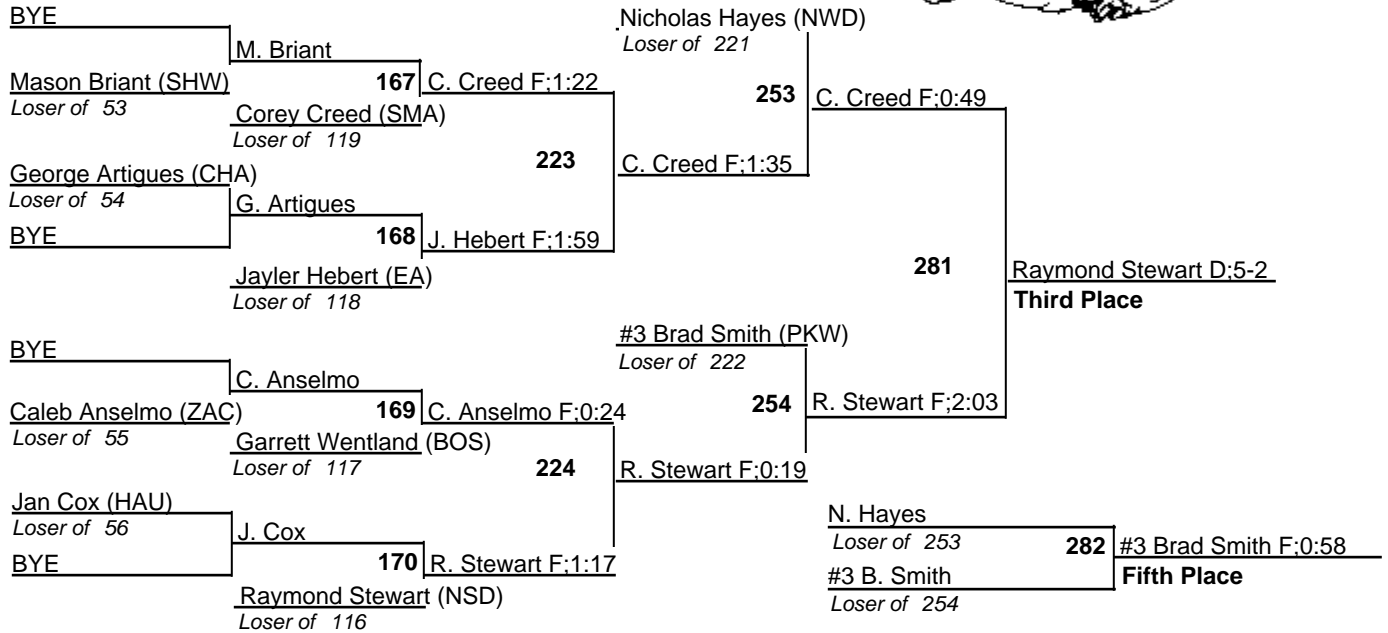 BYE
M. Briant
Mason Briant (SHW)
Loser of 53
167
C. Creed F;1:22
Corey Creed (SMA)
Loser of 119
223
George Artigues (CHA)
Loser of 54
G. Artigues
BYE
168
J. Hebert F;1:59
Jayler Hebert (EA)
Loser of 118
Nicholas Hayes (NWD)
Loser of 221
253
C. Creed F;0:49
C. Creed F;1:35
281
Raymond Stewart D;5-2
Third Place
BYE
C. Anselmo
Caleb Anselmo (ZAC)
Loser of 55
169
C. Anselmo F;0:24
Garrett Wentland (BOS)
Loser of 117
224
Jan Cox (HAU)
Loser of 56
J. Cox
BYE
170
R. Stewart F;1:17
Raymond Stewart (NSD)
Loser of 116
#3 Brad Smith (PKW)
Loser of 222
254
R. Stewart F;2:03
R. Stewart F;0:19
N. Hayes
Loser of 253
282
#3 Brad Smith F;0:58
Fifth Place
#3 B. Smith
Loser of 254